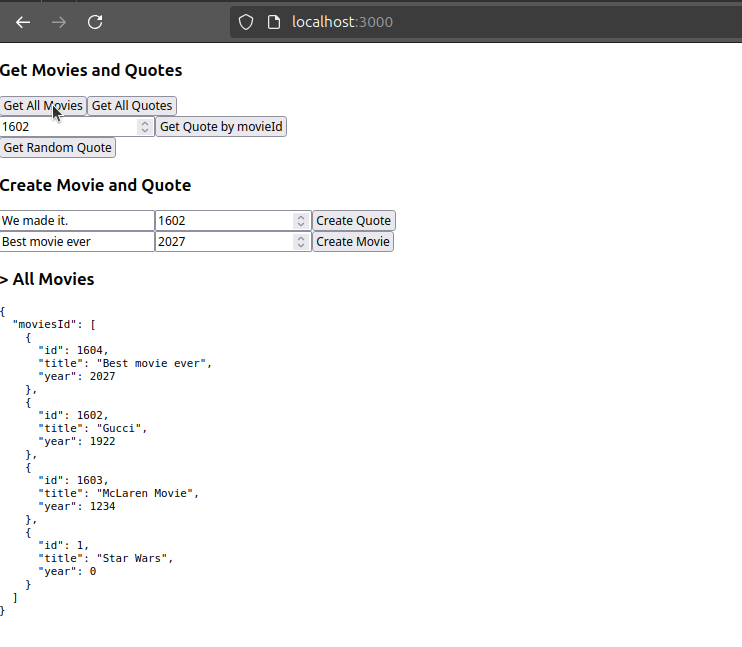 localhost:3000
Get Movies and Quotes
Get All Movies Get All Quotes
1602 Get Quote by movieId
Get Random Quote
Create Movie and Quote
We made it. 1602 Create Quote
Best movie ever 2027 Create Movie
> All Movies
{
"moviesId": [
{
"id": 1604,
"title": "Best movie ever",
"year": 2027
},
{
"id": 1602,
"title": "Gucci",
"year": 1922
},
{
"id": 1603,
"title": "McLaren Movie",
"year": 1234
},
{
"id": 1,
"title": "Star Wars",
"year": 0
}
]
}